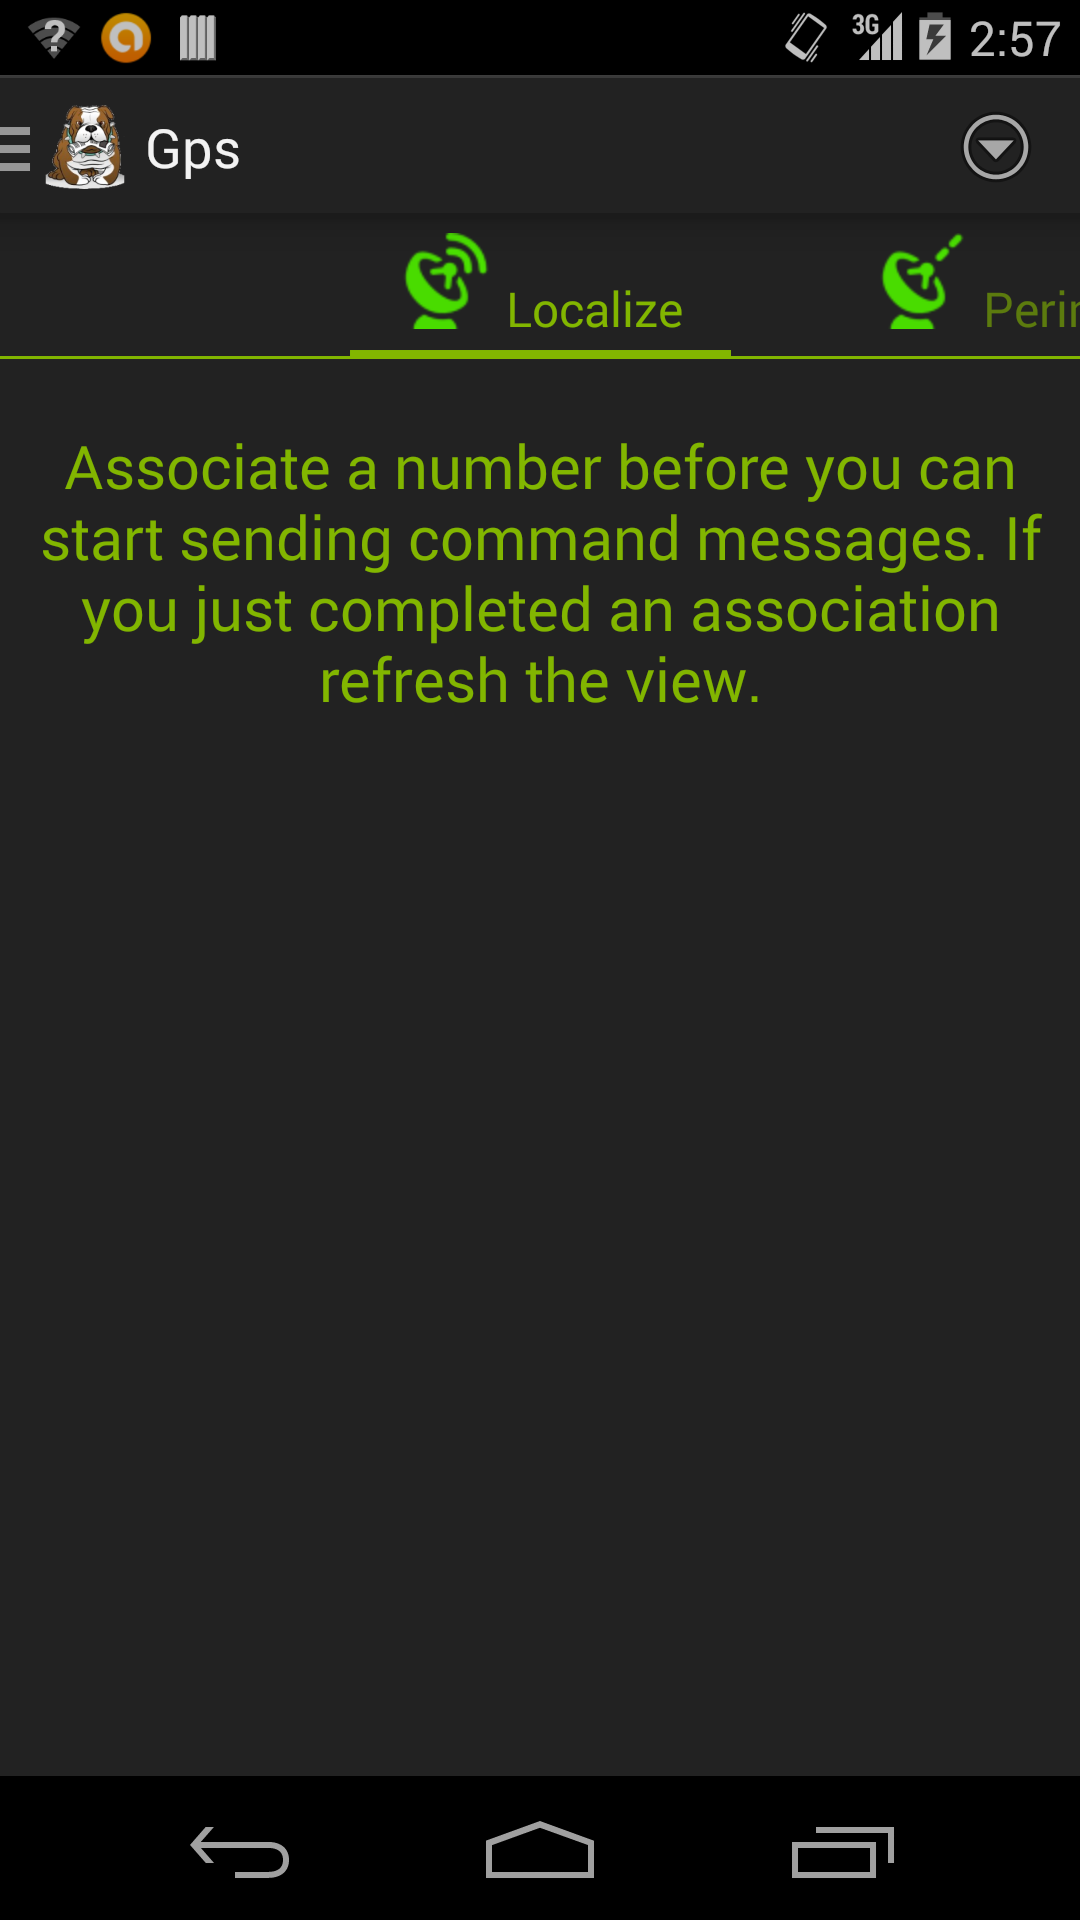 3G 2:57
Gps
Localize
Perin
Associate a number before you can
start sending command messages. If
you just completed an association
refresh the view.